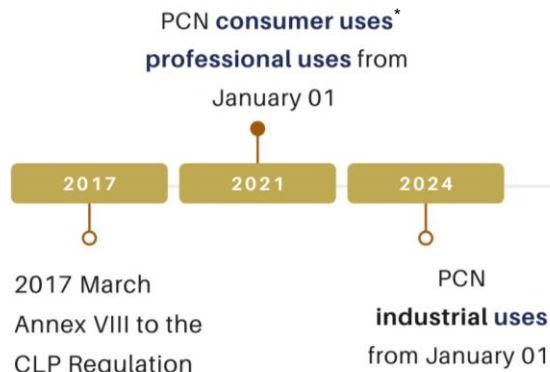 PCN consumer uses*
professional uses from
January 01
2017
2021
2024
2017 March
Annex VIII to the
CLP Regulation
PCN
industrial uses
from January 01